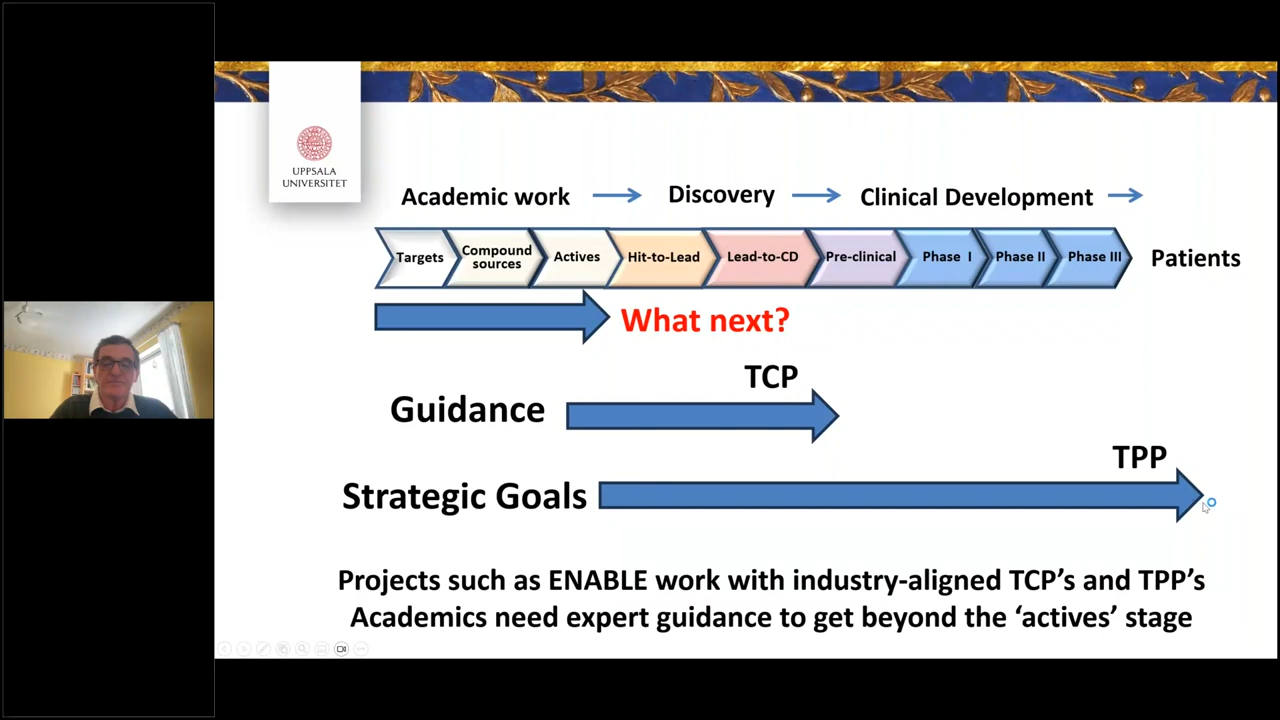 UPPSALA
UNIVERSITET
Academic work
Discovery
Clinical Development
Targets
Compound
sources
Actives
Hit-to-Lead
Lead-to-CD
Pre-clinical
Phase I
Phase II
Phase III
Patients
What next?
TCP
Guidance
TPP
Strategic Goals
Projects such as ENABLE work with industry-aligned TCP’s and TPP’s
Academics need expert guidance to get beyond the ‘actives’ stage